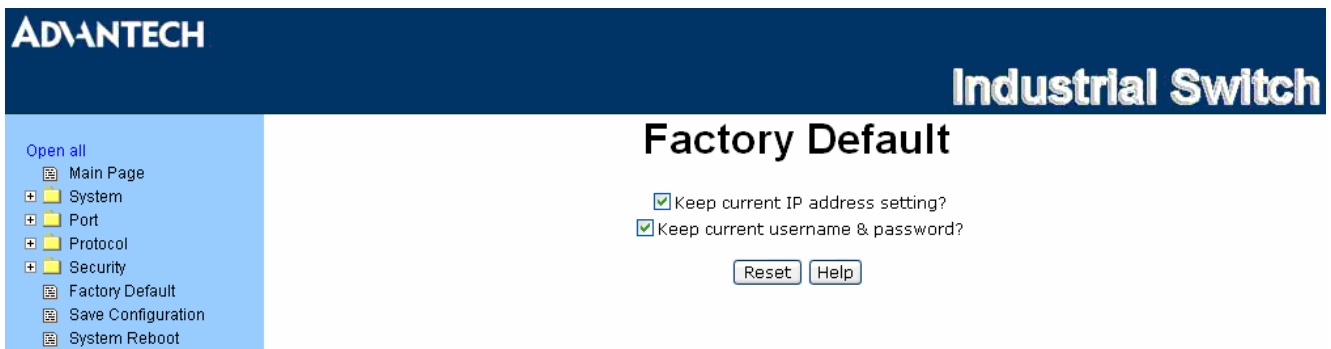 ADVANTECH
Industrial Switch
Open all
Main Page
System
Port
Protocol
Security
Factory Default
Save Configuration
System Reboot
Factory Default
Keep current IP address setting?
Keep current username & password?
Reset Help